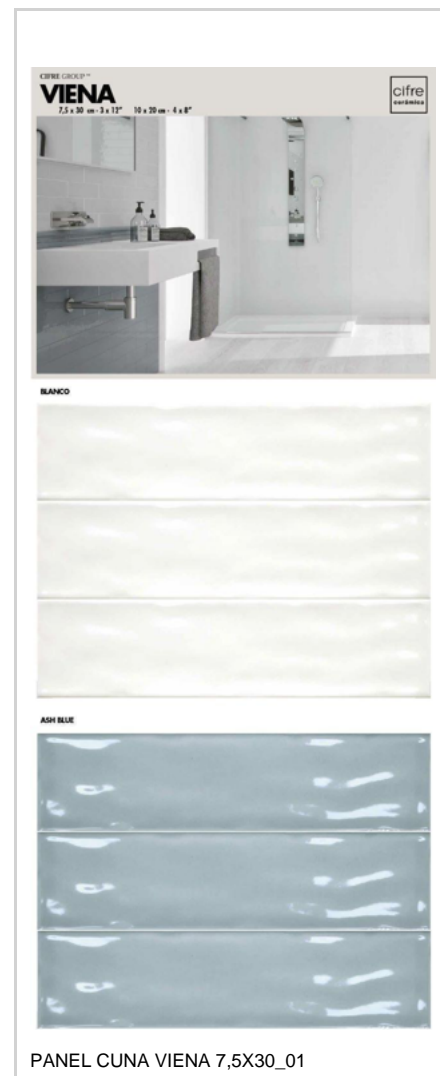 CIFRE GROUP™
VIENA
7,5 x 30 cm - 3 x 12" 10 x 20 cm - 4 x 8"
cifre
cerámica
BLANCO
ASH BLUE
PANEL CUNA VIENA 7,5X30_01